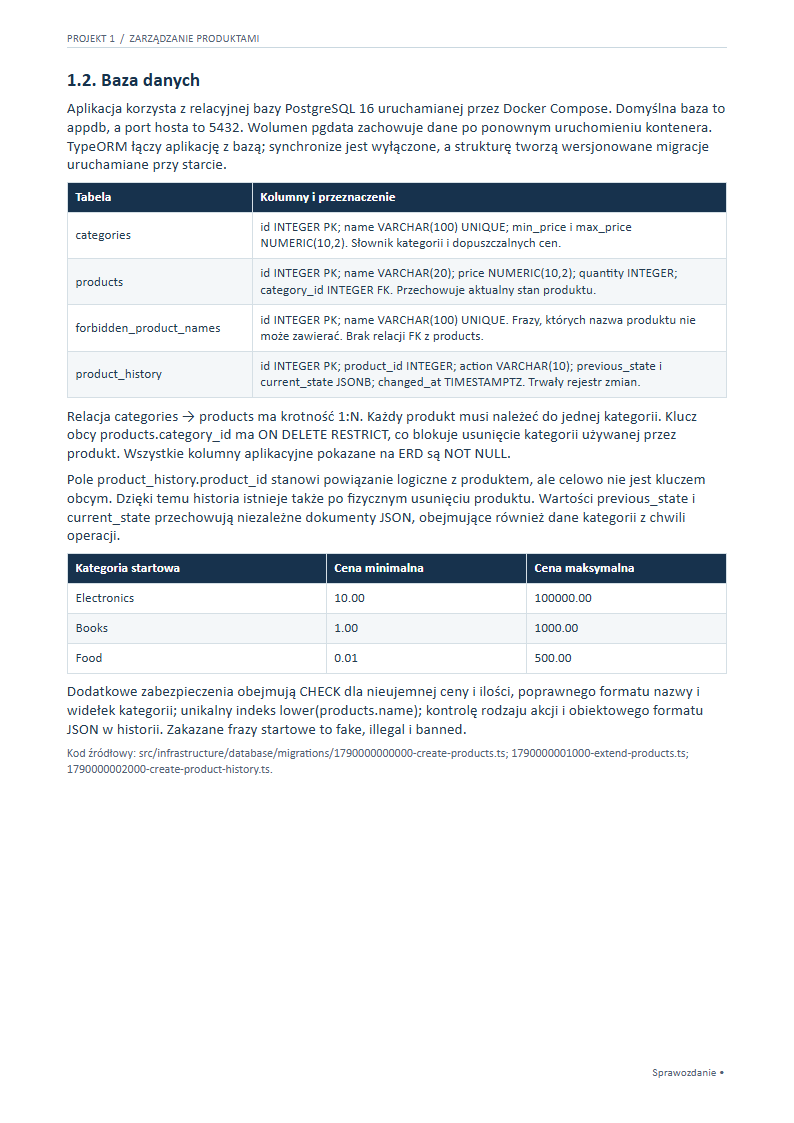 PROJEKT 1 / ZARZĄDZANIE PRODUKTAMI
1.2. Baza danych
Aplikacja korzysta z relacyjnej bazy PostgreSQL 16 uruchamianej przez Docker Compose. Domyślna baza to
appdb, a port hosta to 5432. Wolumen pgdata zachowuje dane po ponownym uruchomieniu kontenera.
TypeORM łączy aplikację z bazą; synchronize jest wyłączone, a strukturę tworzą wersjonowane migracje
uruchamiane przy starcie.
Tabela Kolumny i przeznaczenie
categories id INTEGER PK; name VARCHAR(100) UNIQUE; min_price i max_price
NUMERIC(10,2). Słownik kategorii i dopuszczalnych cen.
products id INTEGER PK; name VARCHAR(20); price NUMERIC(10,2); quantity INTEGER;
category_id INTEGER FK. Przechowuje aktualny stan produktu.
forbidden_product_names id INTEGER PK; name VARCHAR(100) UNIQUE. Frazy, których nazwa produktu nie
może zawierać. Brak relacji FK z products.
product_history id INTEGER PK; product_id INTEGER; action VARCHAR(10); previous_state i
current_state JSONB; changed_at TIMESTAMPTZ. Trwały rejestr zmian.
Relacja categories → products ma krotność 1:N. Każdy produkt musi należeć do jednej kategorii. Klucz
obcy products.category_id ma ON DELETE RESTRICT, co blokuje usunięcie kategorii używanej przez
produkt. Wszystkie kolumny aplikacyjne pokazane na ERD są NOT NULL.
Pole product_history.product_id stanowi powiązanie logiczne z produktem, ale celowo nie jest kluczem
obcym. Dzięki temu historia istnieje także po fizycznym usunięciu produktu. Wartości previous_state i
current_state przechowują niezależne dokumenty JSON, obejmujące również dane kategorii z chwili
operacji.
Kategoria startowa Cena minimalna Cena maksymalna
Electronics 10.00 100000.00
Books 1.00 1000.00
Food 0.01 500.00
Dodatkowe zabezpieczenia obejmują CHECK dla nieujemnej ceny i ilości, poprawnego formatu nazwy i
widełek kategorii; unikalny indeks lower(products.name); kontrolę rodzaju akcji i obiektowego formatu
JSON w historii. Zakazane frazy startowe to fake, illegal i banned.
Kod źródłowy: src/infrastructure/database/migrations/1790000000000-create-products.ts; 1790000001000-extend-products.ts;
1790000002000-create-product-history.ts.
Sprawozdanie •